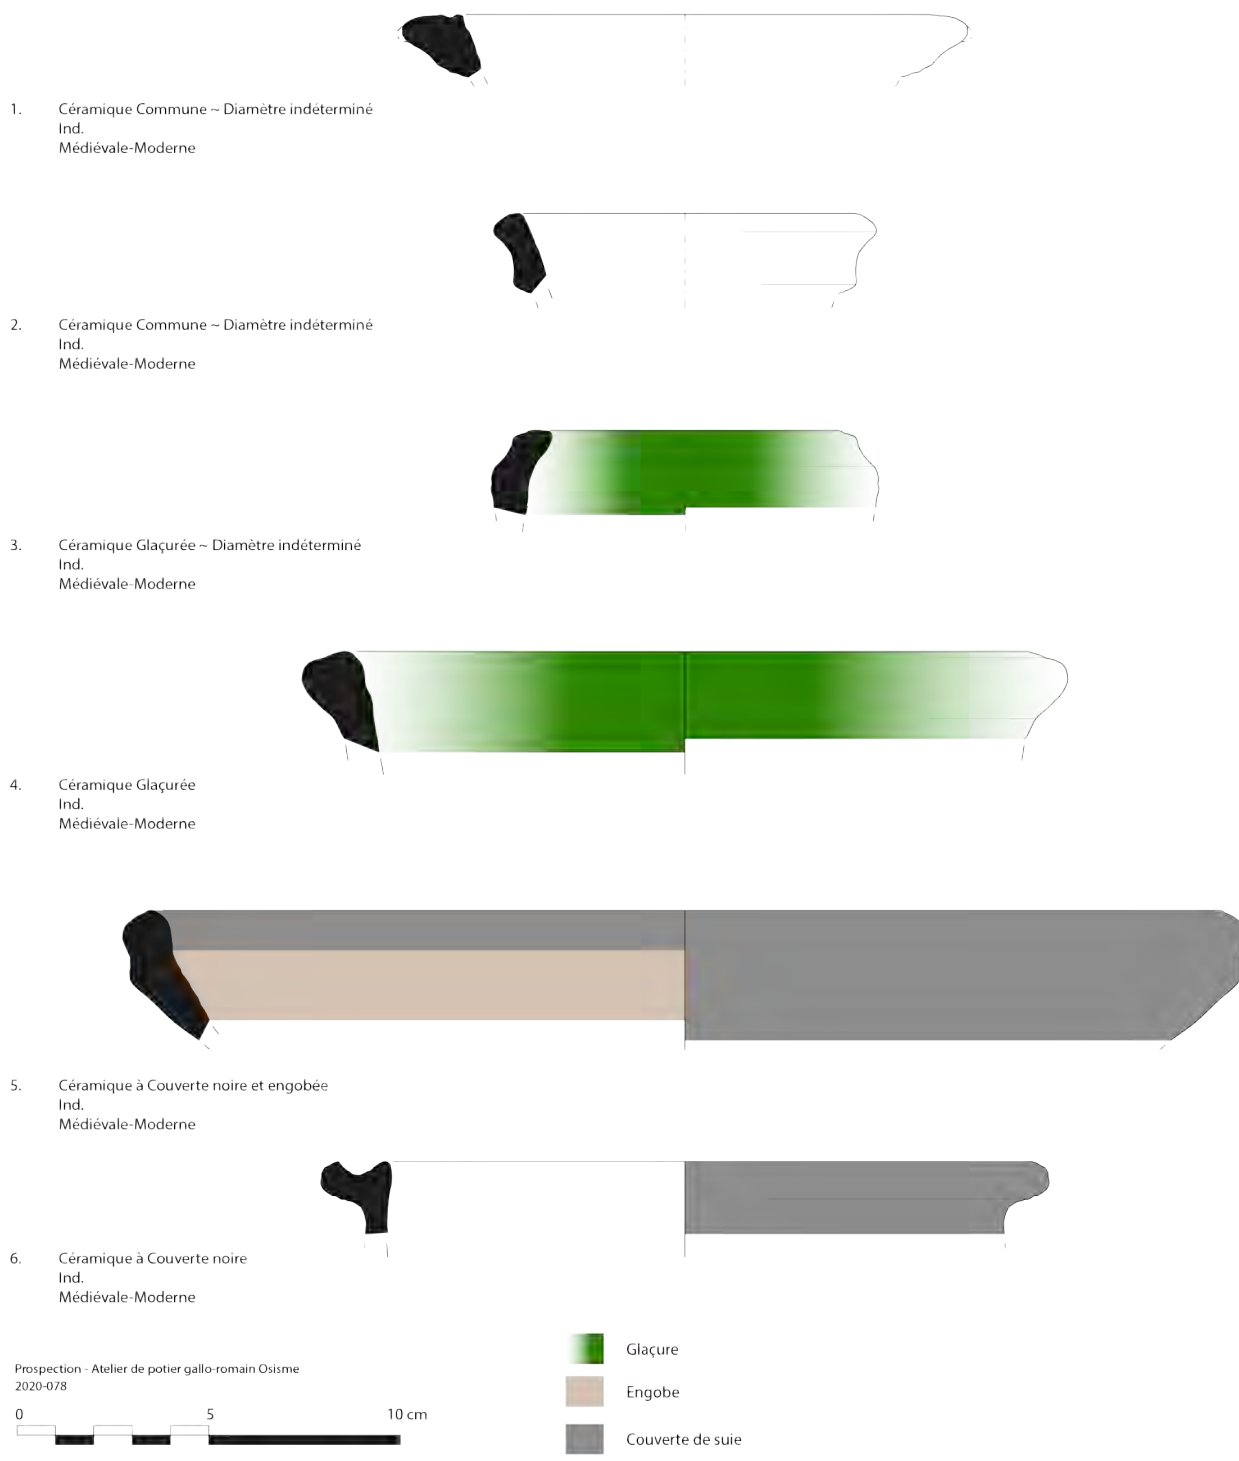 1. Céramique Commune ~ Diamètre indéterminé
Ind.
Médiévale-Moderne
2. Céramique Commune ~ Diamètre indéterminé
Ind.
Médiévale-Moderne
3. Céramique Glaçurée ~ Diamètre indéterminé
Ind.
Médiévale-Moderne
4. Céramique Glaçurée
Ind.
Médiévale-Moderne
5. Céramique à Couverte noire et engobée
Ind.
Médiévale-Moderne
6. Céramique à Couverte noire
Ind.
Médiévale-Moderne
Prospection - Atelier de potier gallo-romain Osisme
2020-078
0 5 10 cm
Glaçure
Engobe
Couverte de suie